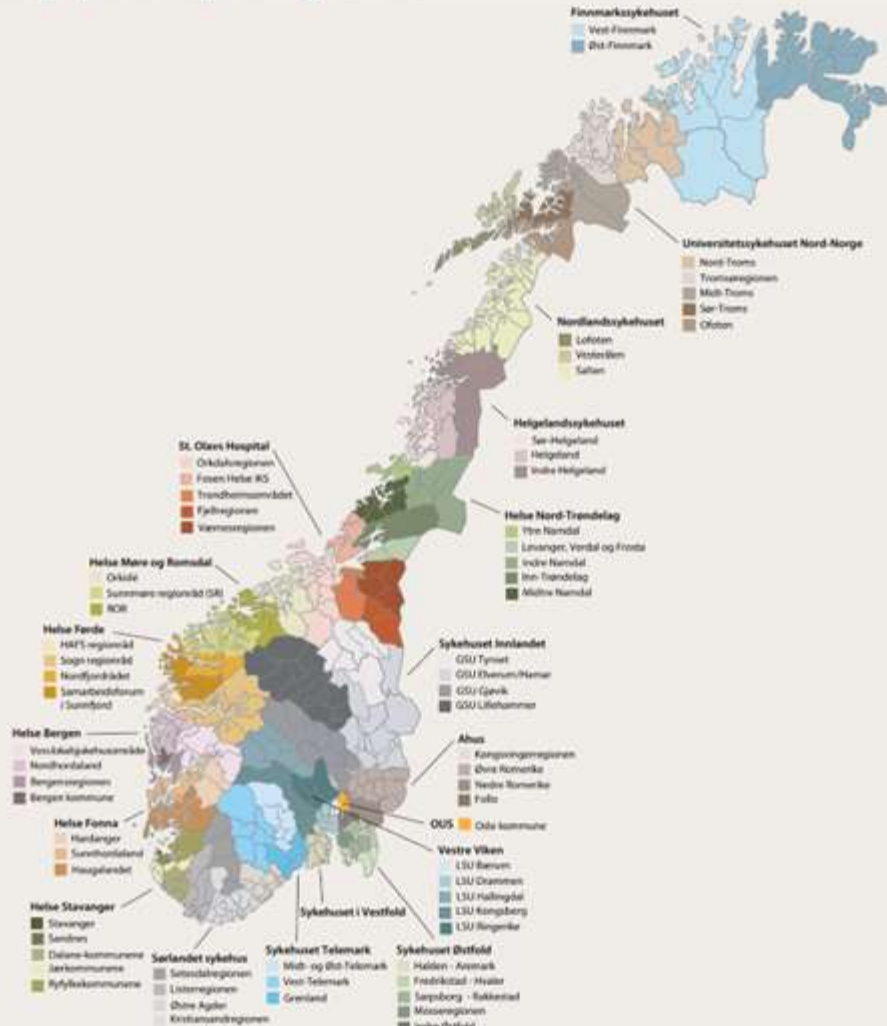 Finnmarkssykehuset
Vest-Finnmark
Øst-Finnmark
Universitetssykehuset Nord-Norge
Nord-Troms
Tromsøregionen
Midt-Troms
Sør-Troms
Ofoten
Nordlandssykehuset
Lofoten
Vesterålen
Salten
Helgelandssykehuset
Sør-Helgeland
Helgeland
Indre Helgeland
St. Olavs Hospital
Orkdalsregionen
Fosen Helse IKS
Trondheimsområdet
Fjellregionen
Værnesregionen
Helse Nord-Trøndelag
Ytre Namdal
Levanger, Verdal og Frosta
Indre Namdal
Inn-Trøndelag
Midtre Namdal
Helse Møre og Romsdal
Orkidé
Sunnmøre regionråd (SR)
ROR
Helse Førde
HAFS regionråd
Sogn regionråd
Nordfjordrådet
Samarbeidsforum
i Sunnfjord
Sykehuset Innlandet
GSU Tynset
GSU Elverum/Hamar
GSU Gjøvik
GSU Lillehammer
Helse Bergen
Voss lokalsjukehusområde
Nordhordaland
Bergensregionen
Bergen kommune
Ahus
Kongsvingerregionen
Øvre Romerike
Nedre Romerike
Follo
OUS
Oslo kommune
Helse Fonna
Hardanger
Sunnhordaland
Haugalandet
Vestre Viken
LSU Bærum
LSU Drammen
LSU Hallingdal
LSU Kongsberg
LSU Ringerike
Helse Stavanger
Stavanger
Sandnes
Dalane-kommunene
Jærkommunene
Ryfylkekommunene
Sykehuset i Vestfold
Sørlandet sykehus
Setesdalregionen
Listerregionen
Østre Agder
Kristiansandregionen
Sykehuset Telemark
Midt- og Øst-Telemark
Vest-Telemark
Grenland
Sykehuset Østfold
Halden - Aremark
Fredrikstad - Hvaler
Sarpsborg - Rakkestad
Mosseregionen